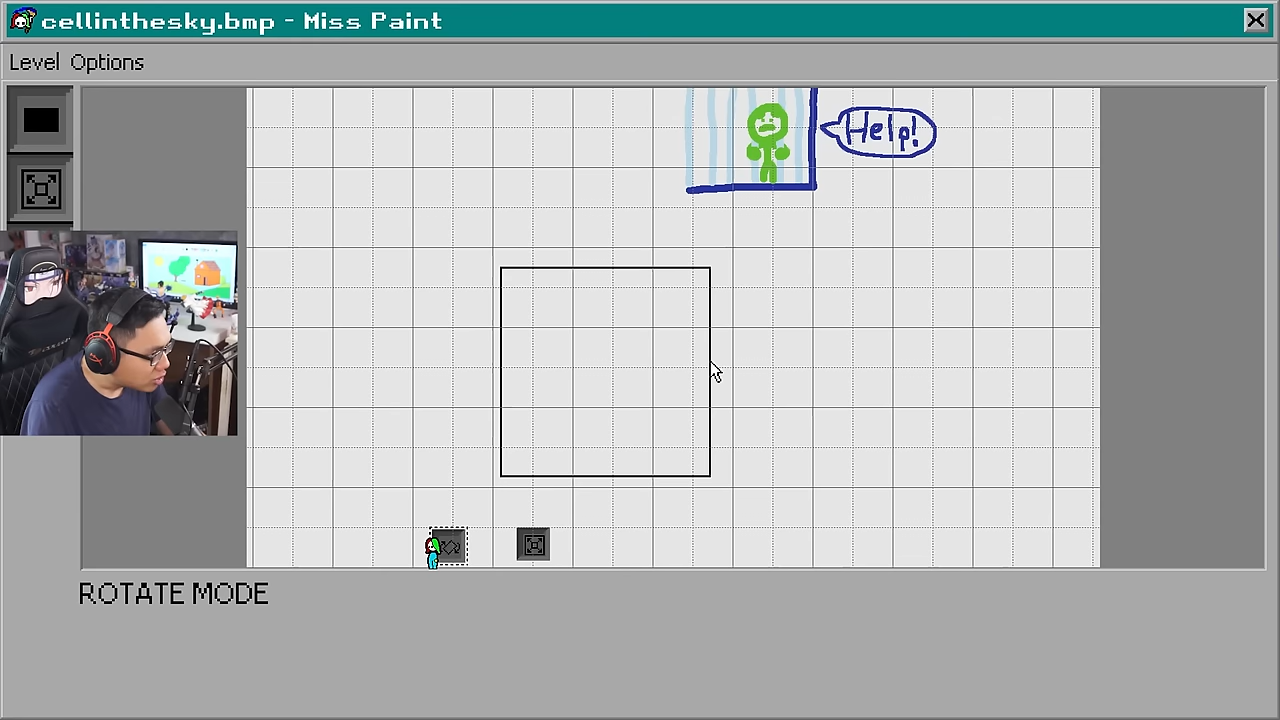 cellinthesky.bmp - Miss Paint
Level Options
Help!
ROTATE MODE